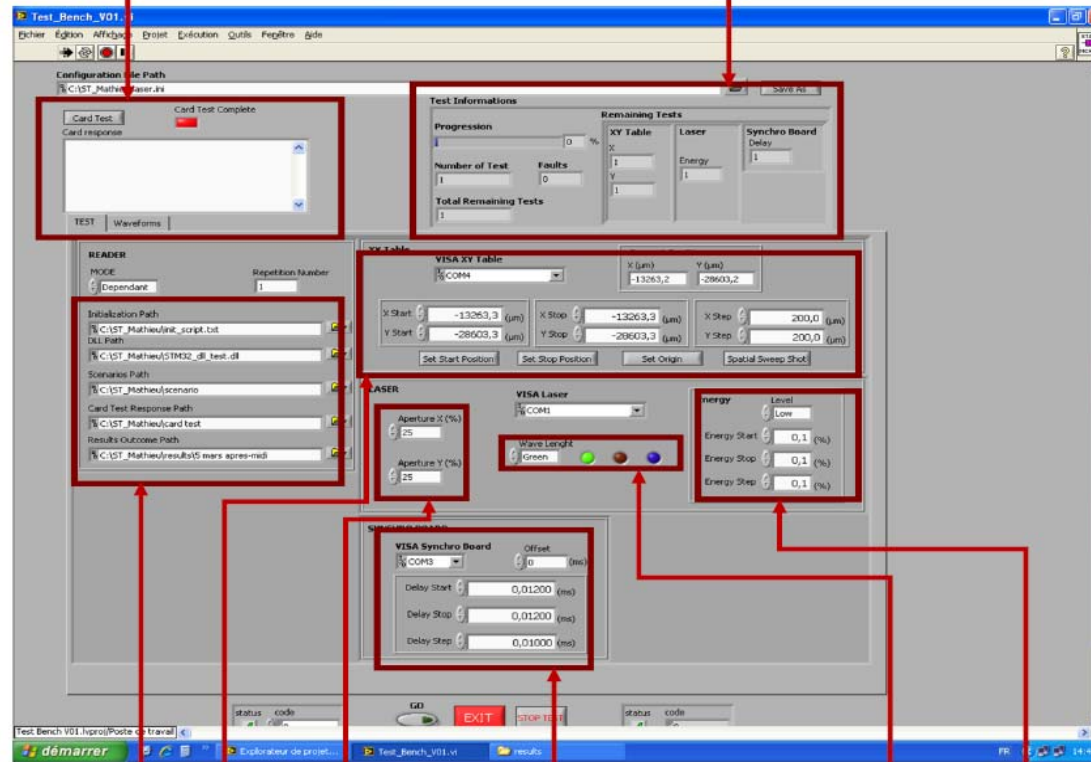 Test_Bench_V01.vi
Fichier Édition Affichage Projet Exécution Outils Fenêtre Aide
Configuration File Path
C:\ST_Mathieu\laser.ini
Save As
Card Test
Card Test Complete
Card response
Test Informations
Progression
0 %
Number of Test
Faults
1
0
Total Remaining Tests
1
Remaining Tests
XY Table
Laser
Synchro Board
X
1
Y
1
Energy
1
Delay
1
TEST
Waveforms
READER
MODE
Repetition Number
Dependant
1
Initialization Path
C:\ST_Mathieu\init_script.txt
DLL Path
C:\ST_Mathieu\STM32_dll_test.dll
Scenarios Path
C:\ST_Mathieu\scenario
Card Test Response Path
C:\ST_Mathieu\card test
Results Outcome Path
C:\ST_Mathieu\results\5 mars apres-midi
XY Table
VISA XY Table
COM4
X (µm)
Y (µm)
-13263,2
-28603,2
X Start -13263,3 (µm)
X Stop -13263,3 (µm)
X Step 200,0 (µm)
Y Start -28603,3 (µm)
Y Stop -28603,3 (µm)
Y Step 200,0 (µm)
Set Start Position
Set Stop Position
Set Origin
Spatial Sweep Shot
LASER
VISA Laser
COM1
Aperture X (%)
25
Aperture Y (%)
25
Wave Lenght
Green
Energy
Level
Low
Energy Start 0,1 (%)
Energy Stop 0,1 (%)
Energy Step 0,1 (%)
SYNCHRO BOARD
VISA Synchro Board
Offset
COM3
0 (ms)
Delay Start 0,01200 (ms)
Delay Stop 0,01200 (ms)
Delay Step 0,01000 (ms)
status code
GO
EXIT
STOP TEST
status code
Test Bench V01.lvproj/Poste de travail
démarrer
Explorateur de projet...
Test_Bench_V01.vi
results
FR
14:4